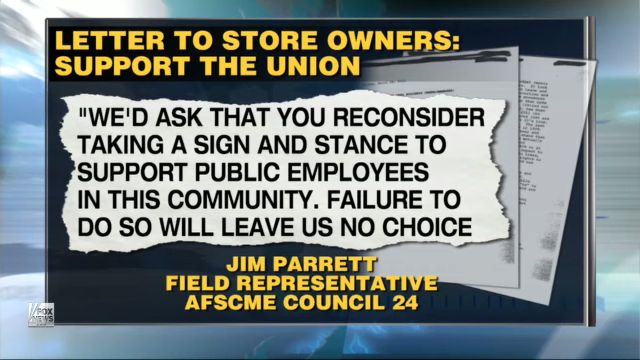 LETTER TO STORE OWNERS:
SUPPORT THE UNION
"WE'D ASK THAT YOU RECONSIDER
TAKING A SIGN AND STANCE TO
SUPPORT PUBLIC EMPLOYEES
IN THIS COMMUNITY. FAILURE TO
DO SO WILL LEAVE US NO CHOICE
JIM PARRETT
FIELD REPRESENTATIVE
AFSCME COUNCIL 24
FOX
NEWS